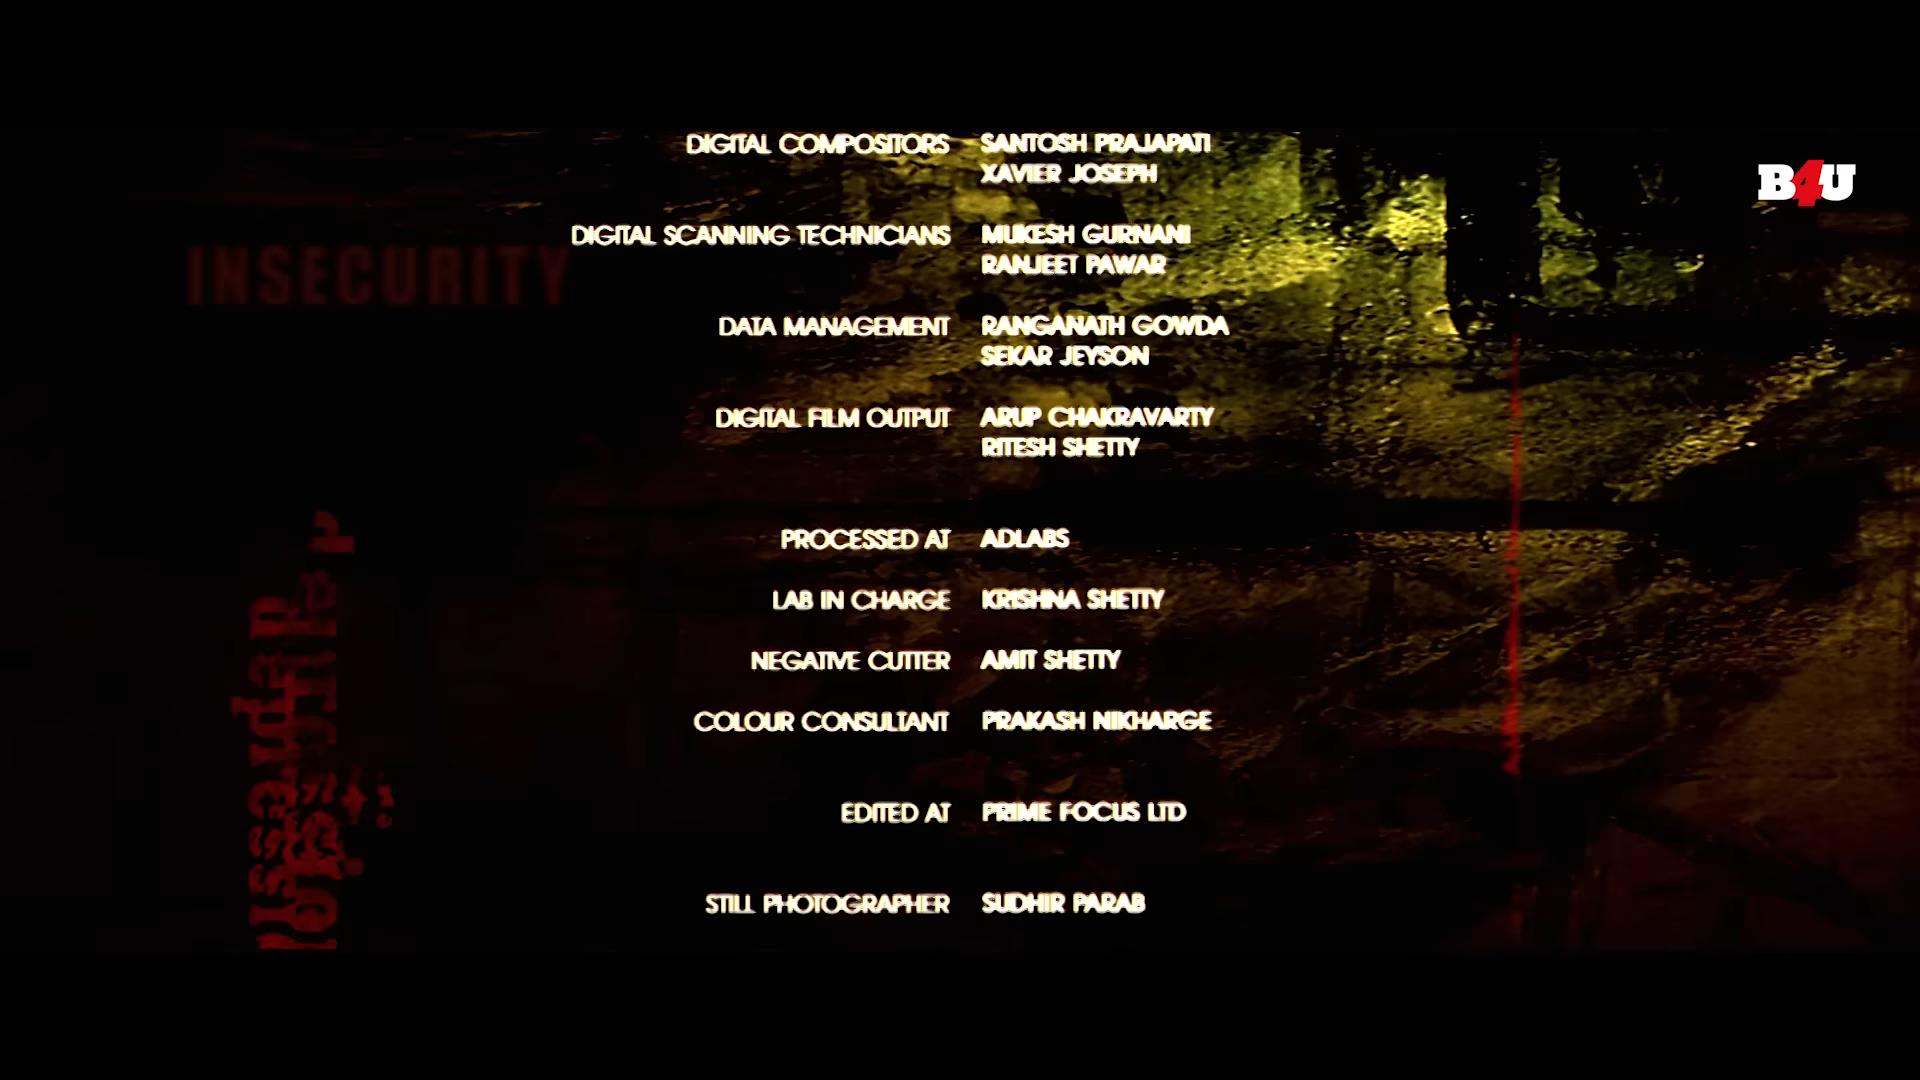 DIGITAL COMPOSITORS SANTOSH PRAJAPATI
XAVIER JOSEPH
B4U
DIGITAL SCANNING TECHNICIANS MUKESH GURNANI
RANJEET PAWAR
INSECURITY
DATA MANAGEMENT RANGANATH GOWDA
SEKAR JEYSON
DIGITAL FILM OUTPUT ARUP CHAKRAVARTY
RITESH SHETTY
PROCESSED AT ADLABS
LAB IN CHARGE KRISHNA SHETTY
NEGATIVE CUTTER AMIT SHETTY
COLOUR CONSULTANT PRAKASH NIKHARGE
EDITED AT PRIME FOCUS LTD
STILL PHOTOGRAPHER SUDHIR PARAB